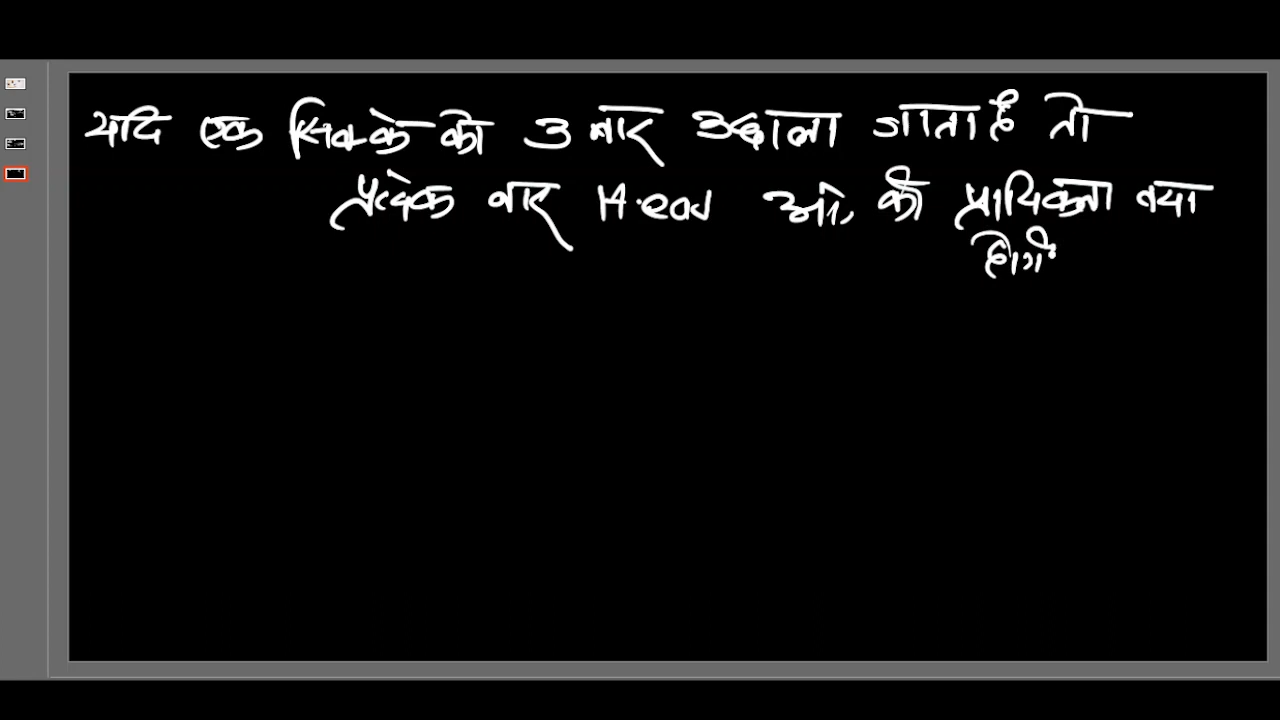 यदि एक सिक्के को 3 बार उछाला जाता है तो
प्रत्येक बार Head आने की प्रायिकता क्या
होगी